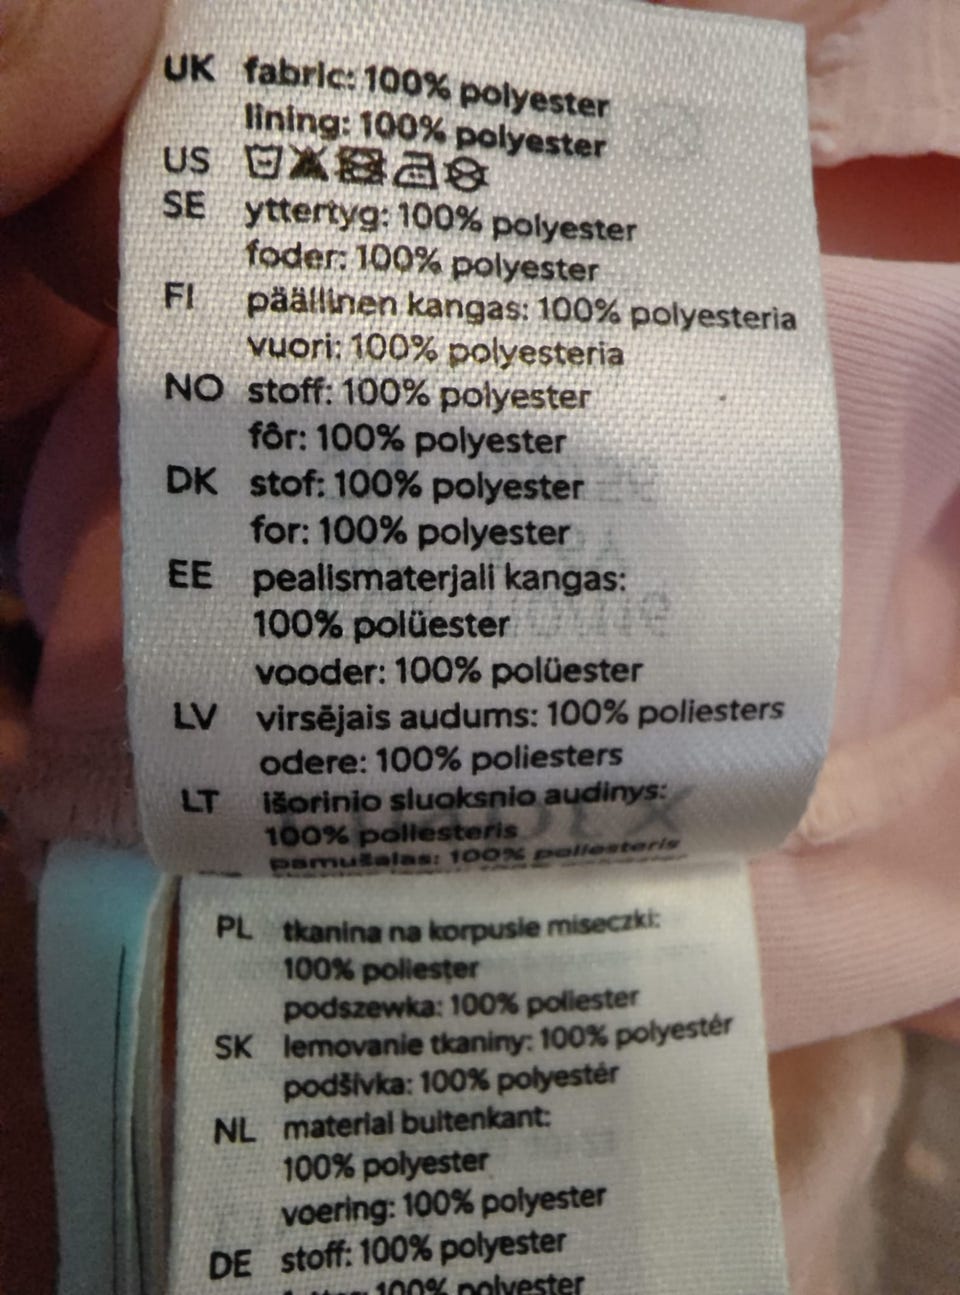 UK fabric: 100% polyester
lining: 100% polyester
US
SE yttertyg: 100% polyester
foder: 100% polyester
FI päällinen kangas: 100% polyesteria
vuori: 100% polyesteria
NO stoff: 100% polyester
fôr: 100% polyester
DK stof: 100% polyester
for: 100% polyester
EE pealismaterjali kangas:
100% polüester
vooder: 100% polüester
LV virsējais audums: 100% poliesters
odere: 100% poliesters
LT išorinio sluoksnio audinys:
100% poliesteris
pamušalas: 100% poliesteris
PL tkanina na korpusie miseczki:
100% poliester
podszewka: 100% poliester
SK lemovanie tkaniny: 100% polyestér
podšívka: 100% polyestér
NL material buitenkant:
100% polyester
voering: 100% polyester
DE stoff: 100% polyester
100% polyester